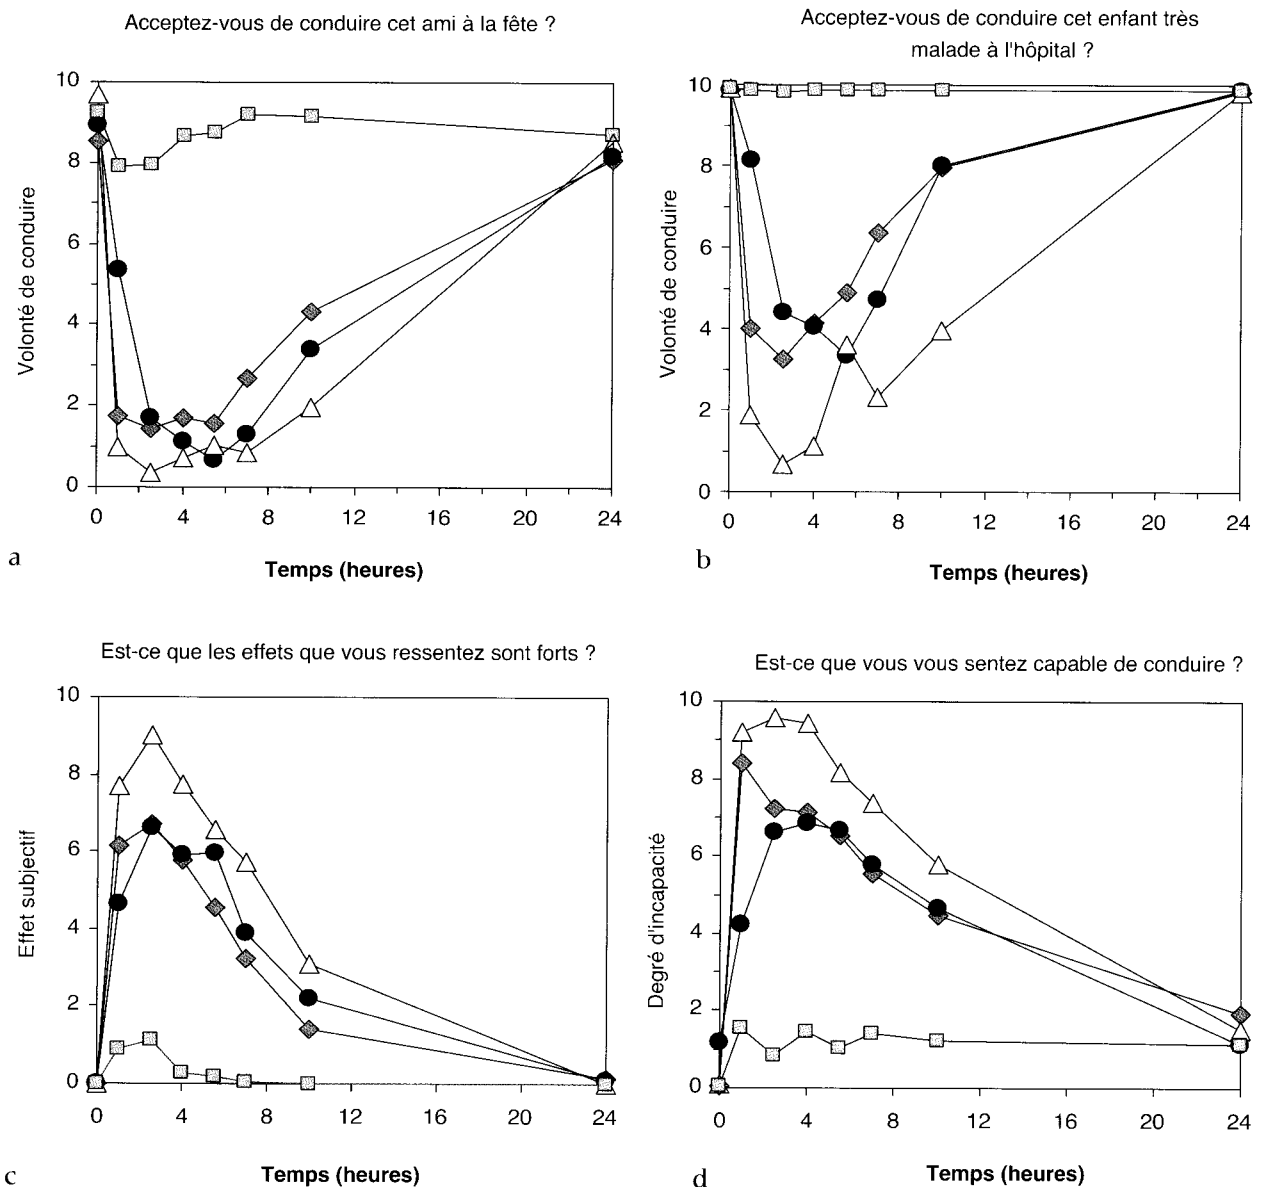 Acceptez-vous de conduire cet ami à la fête ?
10
8
6
4
2
0
Volonté de conduire
0 4 8 12 16 20 24
a
Temps (heures)
Acceptez-vous de conduire cet enfant très
malade à l'hôpital ?
10
8
6
4
2
0
Volonté de conduire
0 4 8 12 16 20 24
b
Temps (heures)
Est-ce que les effets que vous ressentez sont forts ?
10
8
6
4
2
0
Effet subjectif
0 4 8 12 16 20 24
c
Temps (heures)
Est-ce que vous vous sentez capable de conduire ?
10
8
6
4
2
0
Degré d'incapacité
0 4 8 12 16 20 24
d
Temps (heures)